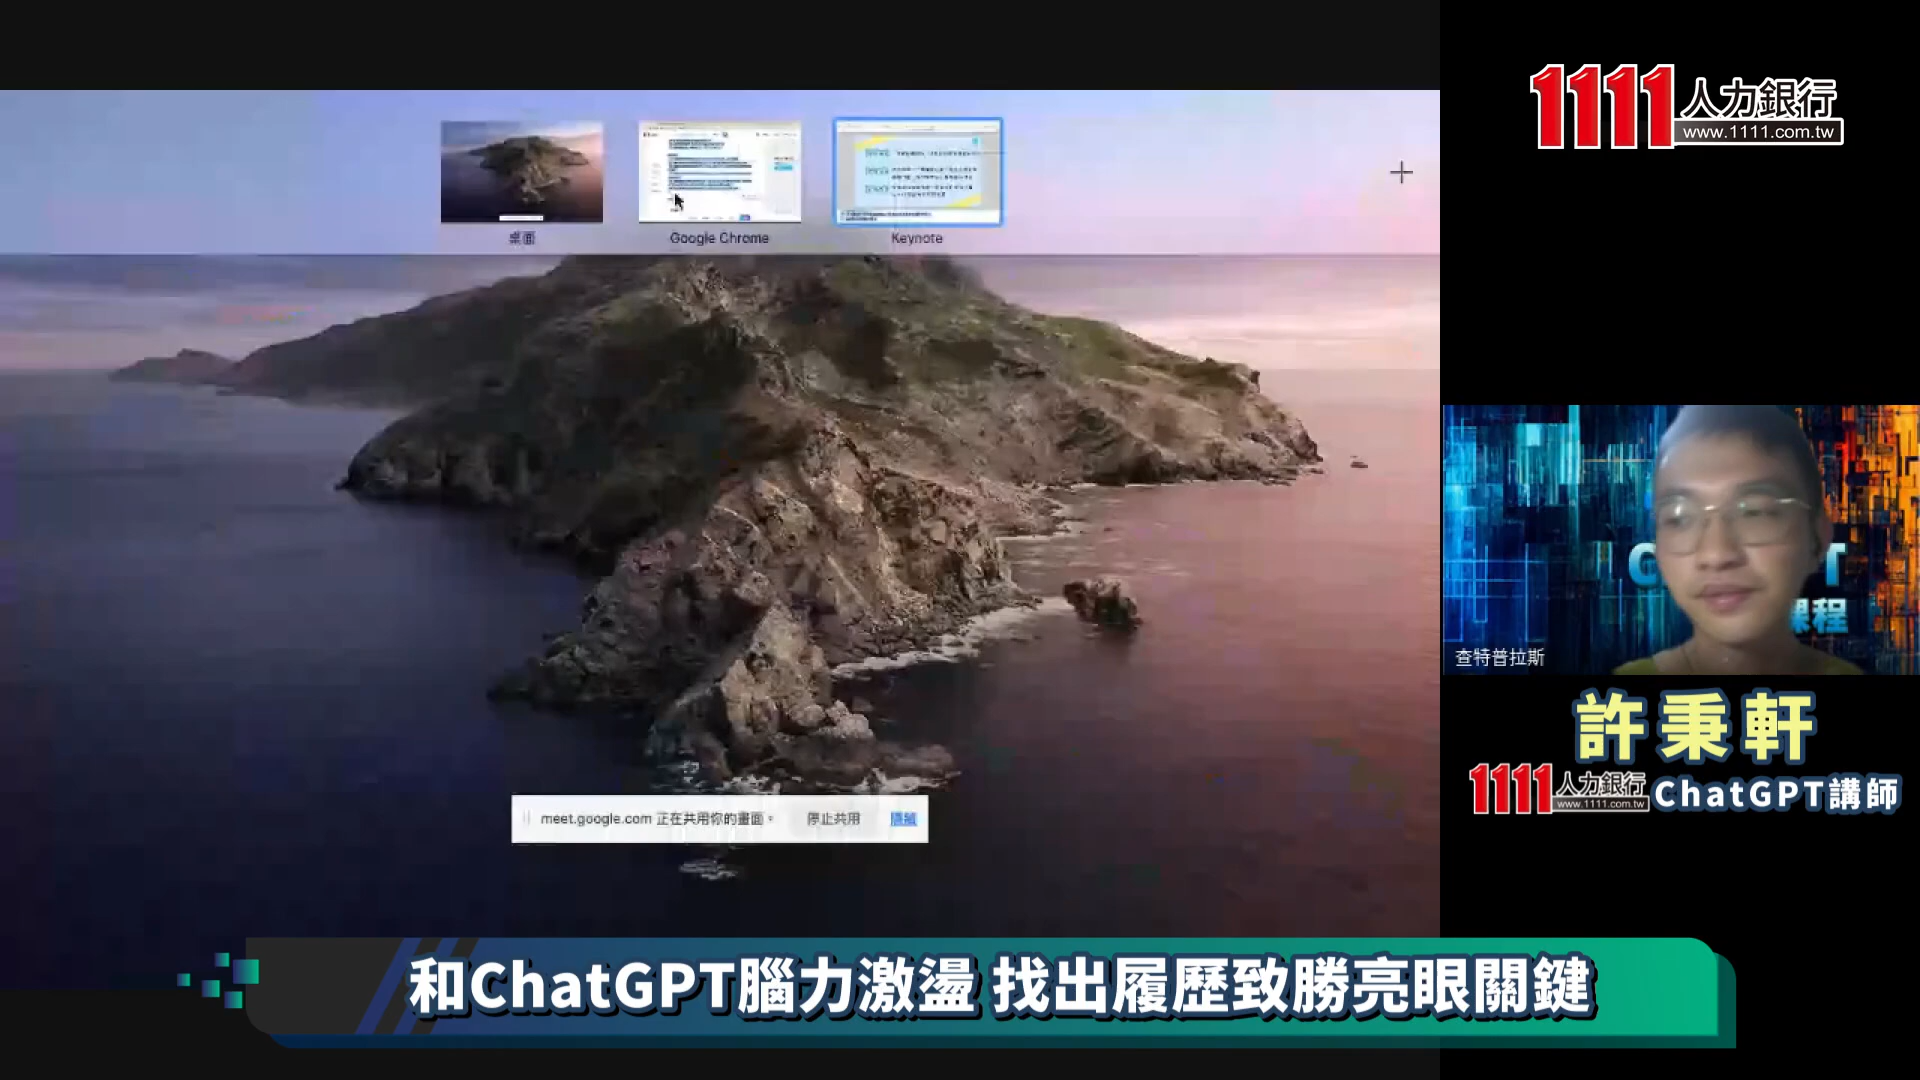 1111人力銀行
www.1111.com.tw
桌面
Google Chrome
Keynote
查特普拉斯
許秉軒
1111人力銀行
www.1111.com.tw
ChatGPT講師
meet.google.com 正在共用你的畫面。
停止共用
隱藏
課程
和ChatGPT腦力激盪 找出履歷致勝亮眼關鍵